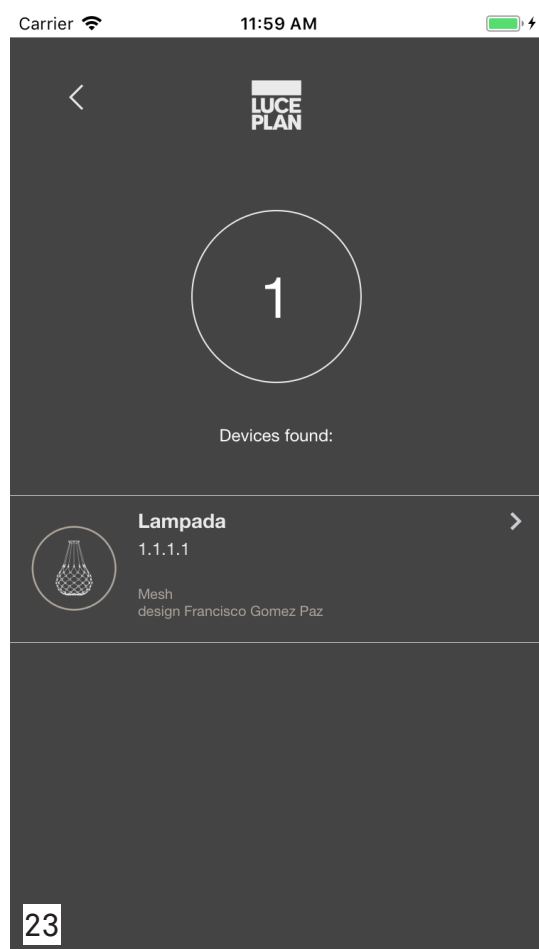 Carrier
11:59 AM
LUCE
PLAN
1
Devices found:
Lampada
1.1.1.1
Mesh
design Francisco Gomez Paz
23